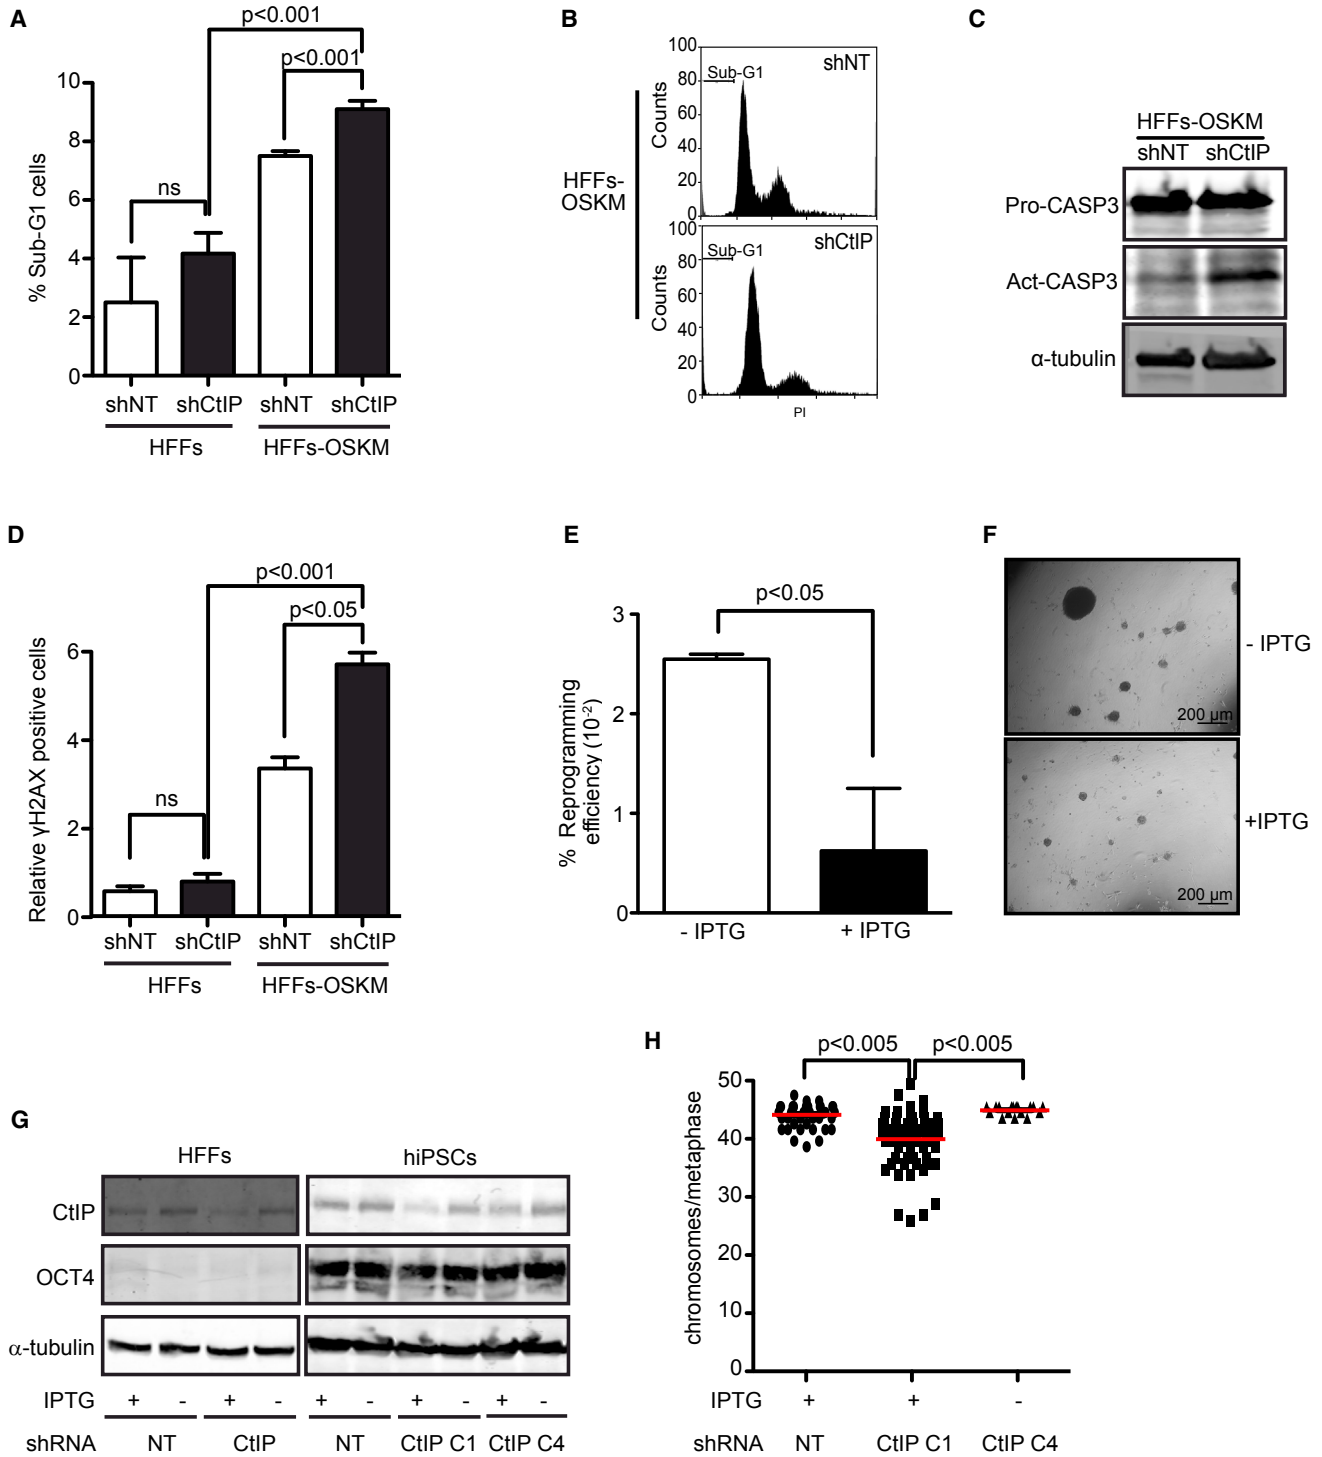 A
p<0.001
p<0.001
ns
% Sub-G1 cells
10
8
6
4
2
0
shNT shCtIP shNT shCtIP
HFFs HFFs-OSKM
B
HFFs-
OSKM
Counts
100
80
60
40
20
0
Sub-G1
shNT
Counts
100
80
60
40
20
0
Sub-G1
shCtIP
PI
C
HFFs-OSKM
shNT shCtIP
Pro-CASP3
Act-CASP3
α-tubulin
D
p<0.001
p<0.05
ns
Relative γH2AX positive cells
6
4
2
0
shNT shCtIP shNT shCtIP
HFFs HFFs-OSKM
E
p<0.05
% Reprogramming
efficiency (10-2)
3
2
1
0
- IPTG + IPTG
F
- IPTG
200 μm
+IPTG
200 μm
G
HFFs hiPSCs
CtIP
OCT4
α-tubulin
IPTG + - + - + - + - + -
shRNA NT CtIP NT CtIP C1 CtIP C4
H
p<0.005 p<0.005
chromosomes/metaphase
50
40
30
20
10
0
IPTG + + -
shRNA NT CtIP C1 CtIP C4